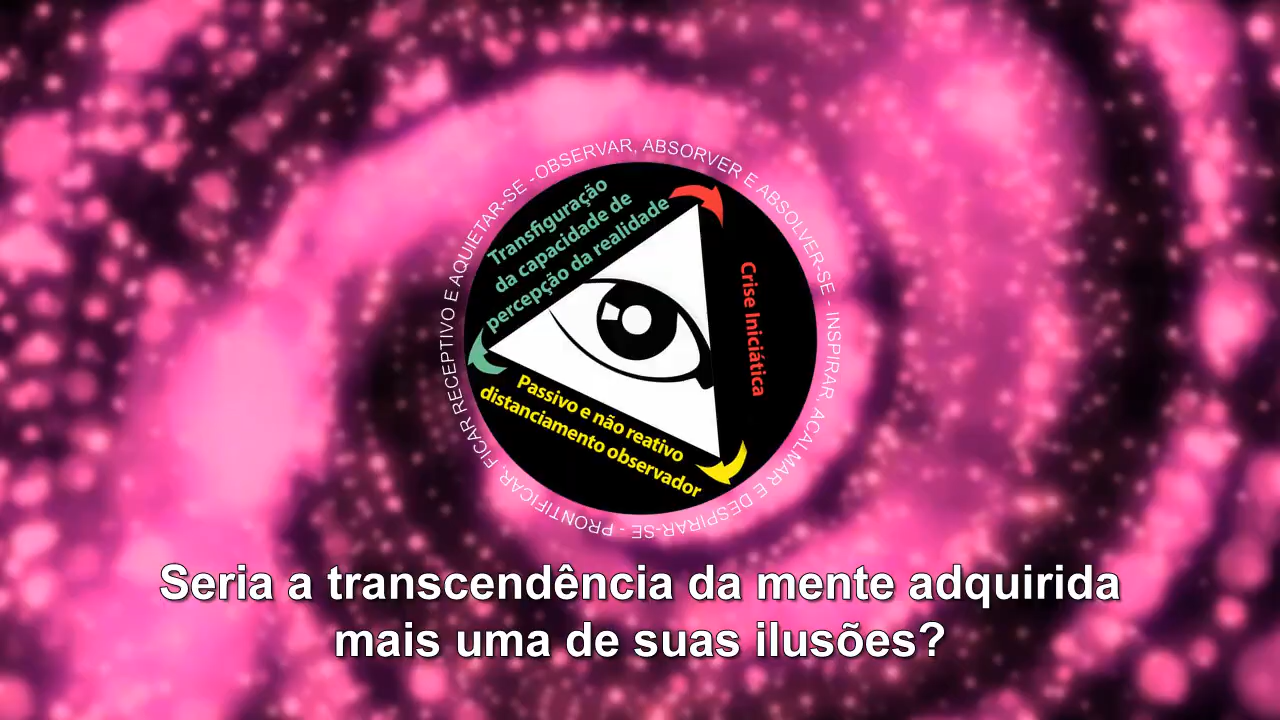 PRONTIFICAR, FICAR RECEPTIVO E AQUIETAR-SE - OBSERVAR, ABSORVER E ABSOLVER-SE - INSPIRAR, ACALMAR E DESPIRAR-SE -
Transfiguração
da capacidade de
percepção da realidade
Crise Iniciática
Passivo e não reativo
distanciamento observador
Seria a transcendência da mente adquirida
mais uma de suas ilusões?